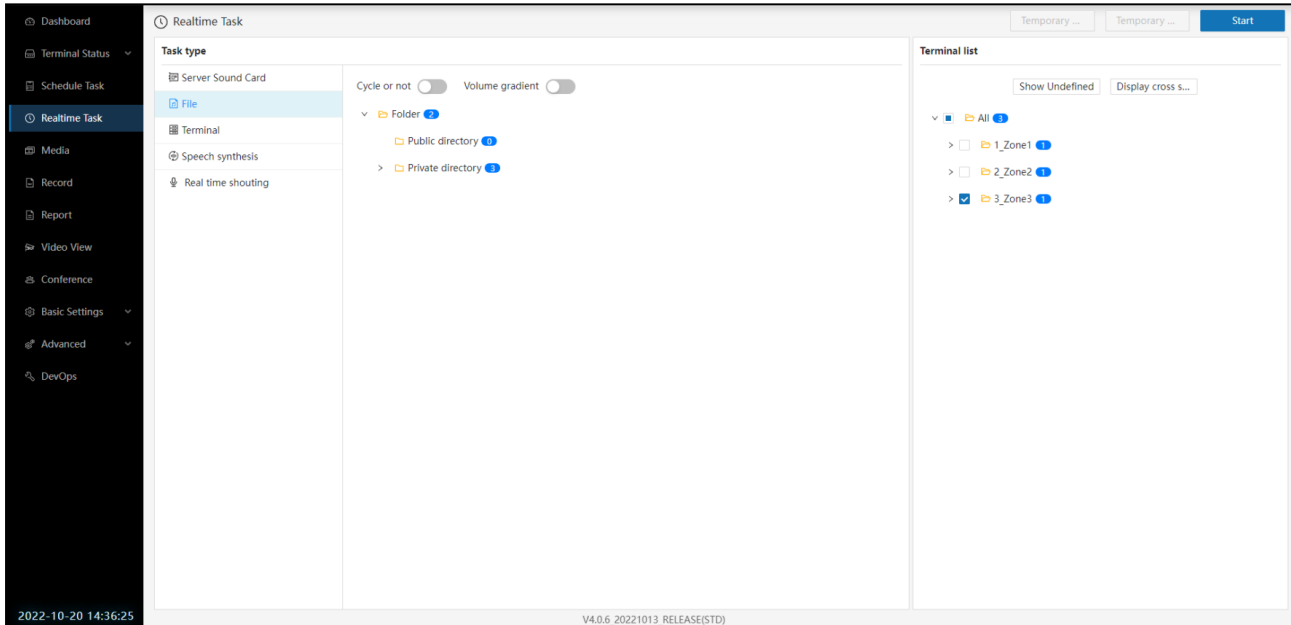 Dashboard
Terminal Status
Schedule Task
Realtime Task
Media
Record
Report
Video View
Conference
Basic Settings
Advanced
DevOps
2022-10-20 14:36:25
Realtime Task
Temporary ...
Temporary ...
Start
Task type
Server Sound Card
File
Terminal
Speech synthesis
Real time shouting
Cycle or not Volume gradient
Folder 2
Public directory 0
Private directory 3
Terminal list
Show Undefined Display cross s...
All 3
1_Zone1 1
2_Zone2 1
3_Zone3 1
V4.0.6_20221013_RELEASE(STD)